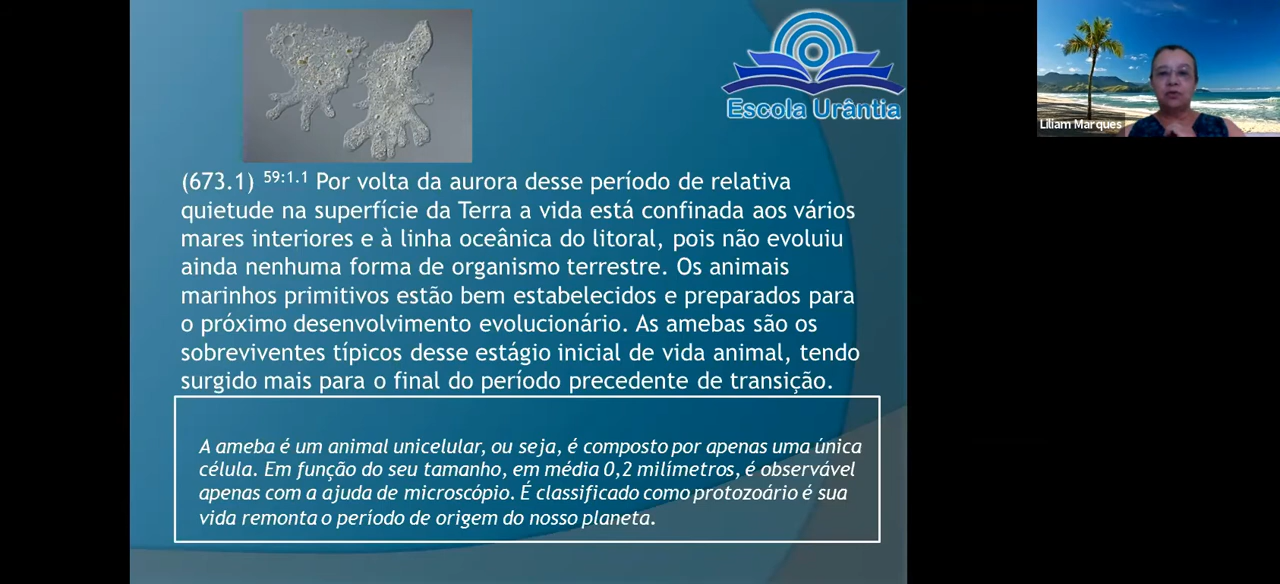 Escola Urântia
Liliam Marques
(673.1) 59:1.1 Por volta da aurora desse período de relativa
quietude na superfície da Terra a vida está confinada aos vários
mares interiores e à linha oceânica do litoral, pois não evoluiu
ainda nenhuma forma de organismo terrestre. Os animais
marinhos primitivos estão bem estabelecidos e preparados para
o próximo desenvolvimento evolucionário. As amebas são os
sobreviventes típicos desse estágio inicial de vida animal, tendo
surgido mais para o final do período precedente de transição.
A ameba é um animal unicelular, ou seja, é composto por apenas uma única
célula. Em função do seu tamanho, em média 0,2 milímetros, é observável
apenas com a ajuda de microscópio. É classificado como protozoário é sua
vida remonta o período de origem do nosso planeta.